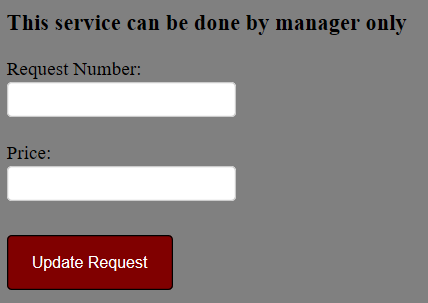 This service can be done by manager only
Request Number:
Price:
Update Request